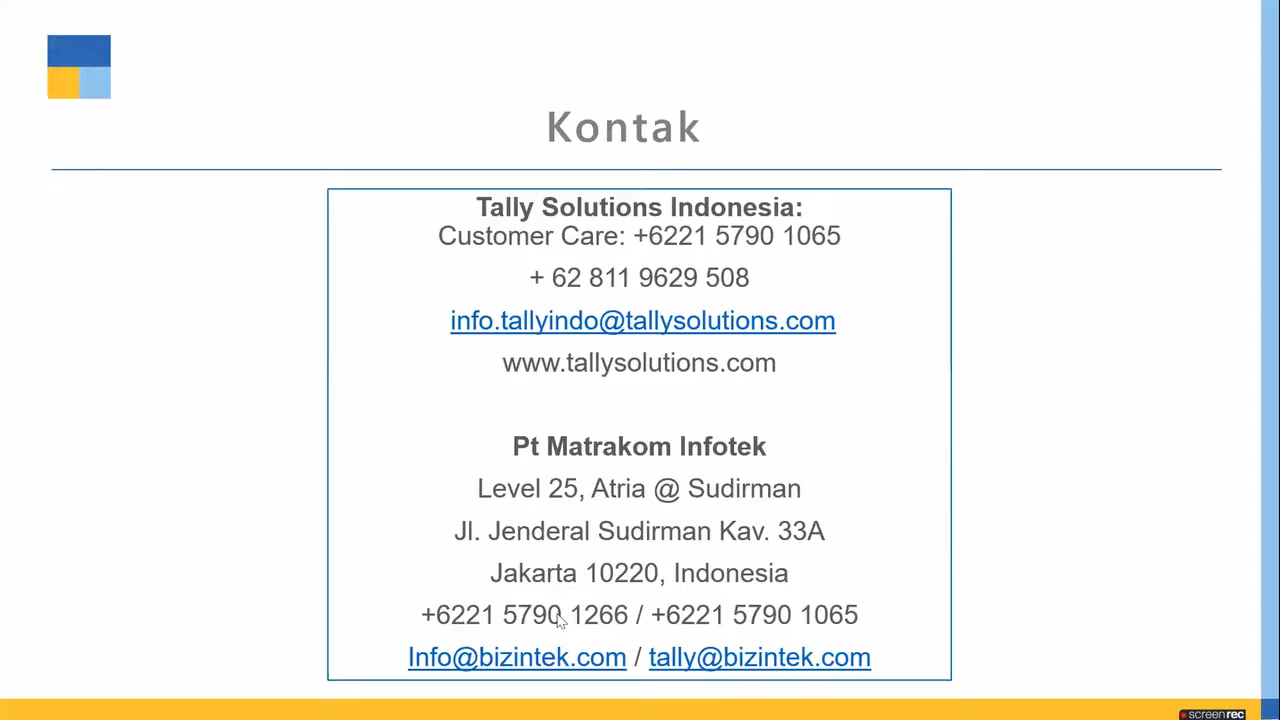 Kontak
Tally Solutions Indonesia:
Customer Care: +6221 5790 1065
+ 62 811 9629 508
info.tallyindo@tallysolutions.com
www.tallysolutions.com
Pt Matrakom Infotek
Level 25, Atria @ Sudirman
Jl. Jenderal Sudirman Kav. 33A
Jakarta 10220, Indonesia
+6221 5790 1266 / +6221 5790 1065
Info@bizintek.com / tally@bizintek.com
screenrec